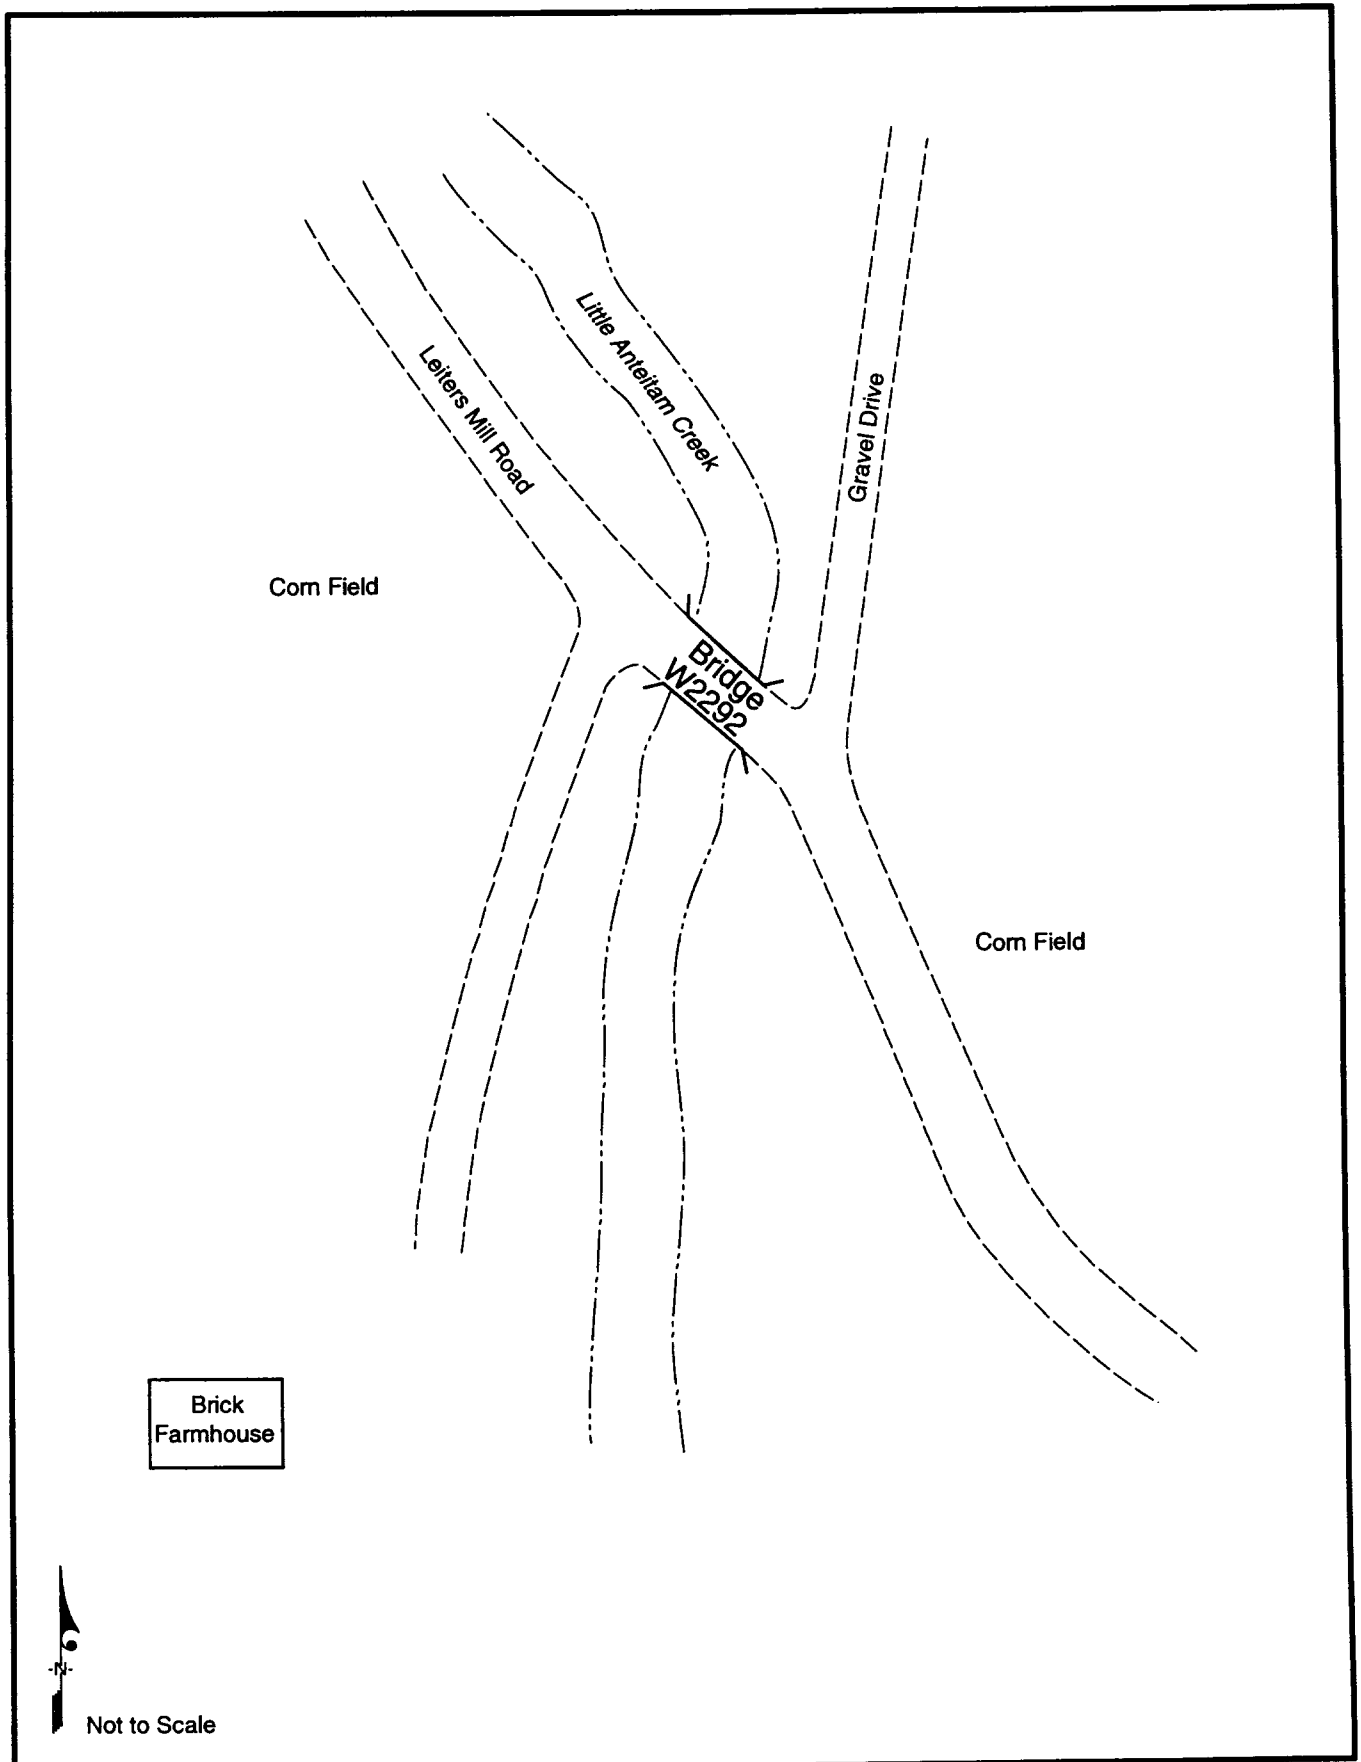 Little Anteitam Creek
Leiters Mill Road
Gravel Drive
Corn Field
Bridge
W2292
Corn Field
Brick
Farmhouse
-N-
Not to Scale